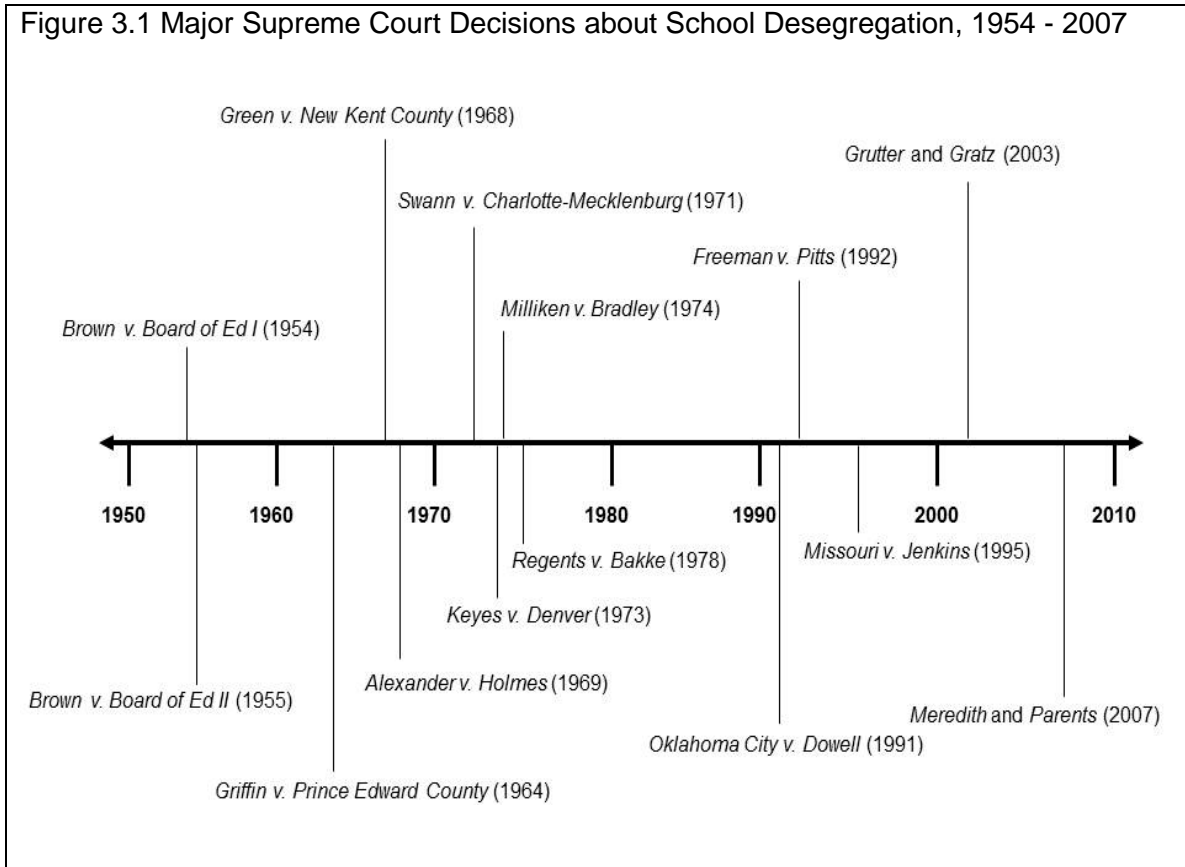 Figure 3.1 Major Supreme Court Decisions about School Desegregation, 1954 - 2007
Green v. New Kent County (1968)
Grutter and Gratz (2003)
Swann v. Charlotte-Mecklenburg (1971)
Freeman v. Pitts (1992)
Milliken v. Bradley (1974)
Brown v. Board of Ed I (1954)
1950
1960
1970
1980
1990
2000
2010
Missouri v. Jenkins (1995)
Regents v. Bakke (1978)
Keyes v. Denver (1973)
Alexander v. Holmes (1969)
Brown v. Board of Ed II (1955)
Meredith and Parents (2007)
Oklahoma City v. Dowell (1991)
Griffin v. Prince Edward County (1964)